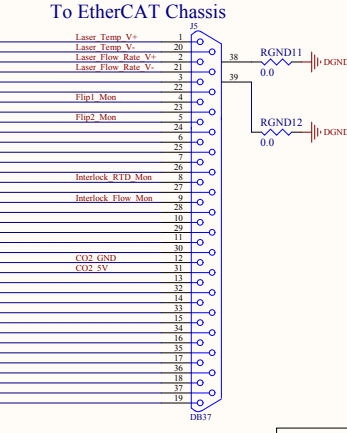 To EtherCAT Chassis
J5
Laser_Temp_V+ 1
Laser_Temp_V- 20
Laser_Flow_Rate_V+ 2
Laser_Flow_Rate_V- 21
3
22
Flip1_Mon 4
23
Flip2_Mon 5
24
6
25
7
26
Interlock_RTD_Mon 8
27
Interlock_Flow_Mon 9
28
10
29
11
30
CO2_GND 12
CO2_5V 31
13
32
14
33
15
34
16
35
17
36
18
37
19
DB37
38
RGND11
0.0
DGND
39
RGND12
0.0
DGND